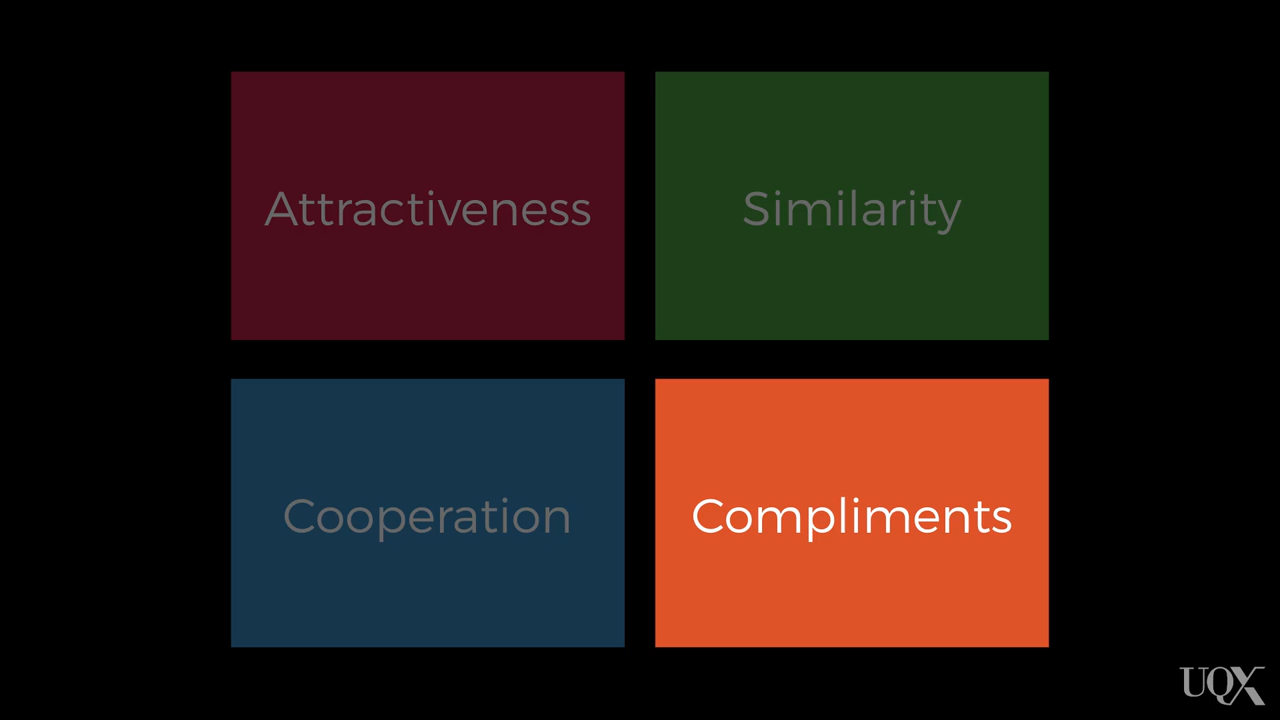 Attractiveness
Similarity
Cooperation
Compliments
UQX